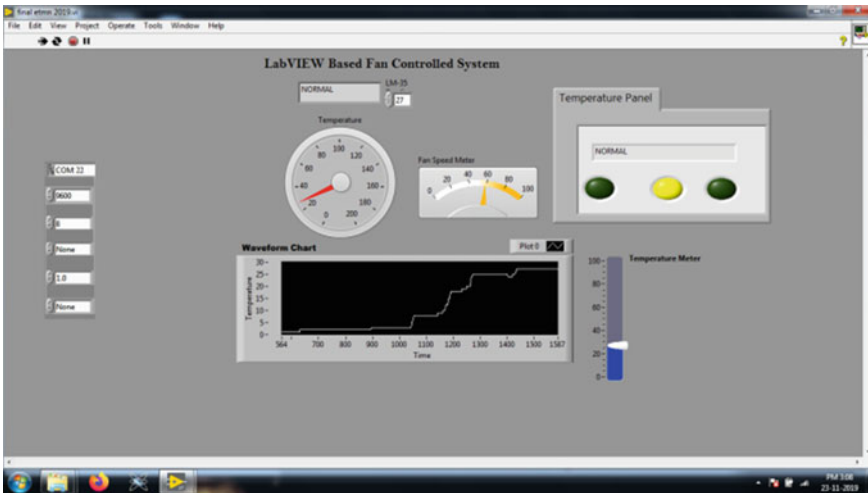 final etmn 2019.vi
File Edit View Project Operate Tools Window Help
LabVIEW Based Fan Controlled System
NORMAL
LM-35
27
Temperature
0 20 40 60 80 100 120 140 160 180 200
Fan Speed Meter
0 20 40 60 80 100
Temperature Panel
NORMAL
COM 22
9600
8
None
1.0
None
Waveform Chart
Plot 0
Temperature
30
25
20
15
10
5
0
564 700 800 900 1000 1100 1200 1300 1400 1500 1587
Time
Temperature Meter
100
80
60
40
20
0
PM 3:08
23-11-2019